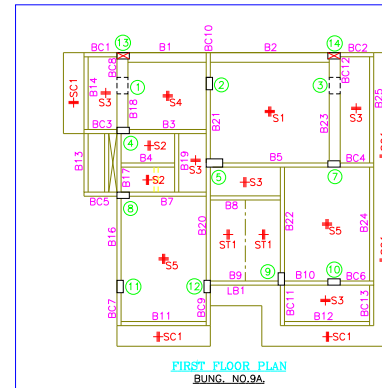 13 BC10 14
BC1 B1 B2 BC2
BC8 BC12
B14 1 2 3 B25
SC1 S3 S4 S1 S3
B18 B21 B23
BC3 B3
4
S2
B4 B19 S3 B5 BC4
B13 B17 S2 5 7
S3
BC5 8 B7 B8
B16 B20 B22 B24
ST1 ST1 S5
S5
B9 9 B10 10 BC6
11 12 LB1
BC7 BC9 BC11 S3 BC13
B11 B12
SC1 SC1
FIRST FLOOR PLAN
BUNG. NO.9A.